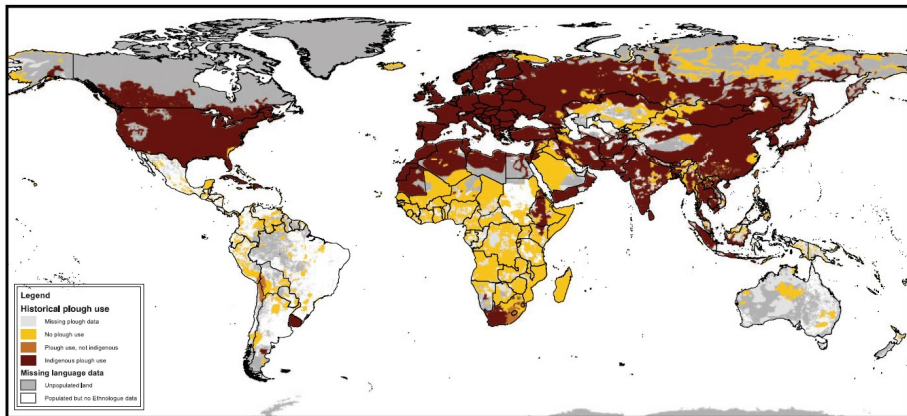 Legend
Historical plough use
Missing plough data
No plough use
Plough use, not indigenous
Indigenous plough use
Missing language data
Unpopulated land
Populated but no Ethnologue data